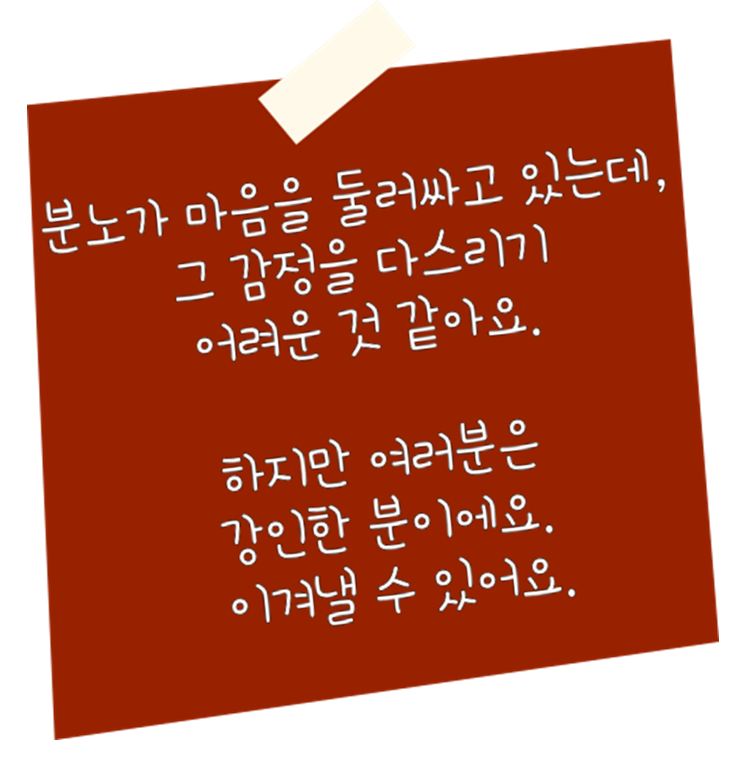 분노가 마음을 둘러싸고 있는데,
그 감정을 다스리기
어려운 것 같아요.
하지만 여러분은
강인한 분이에요.
이겨낼 수 있어요.